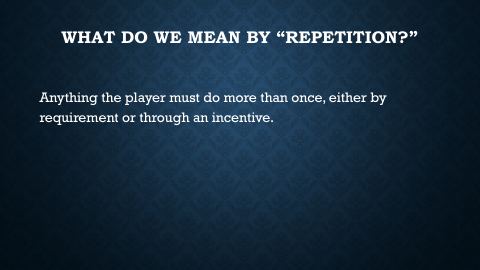 WHAT DO WE MEAN BY “REPETITION?”
Anything the player must do more than once, either by
requirement or through an incentive.